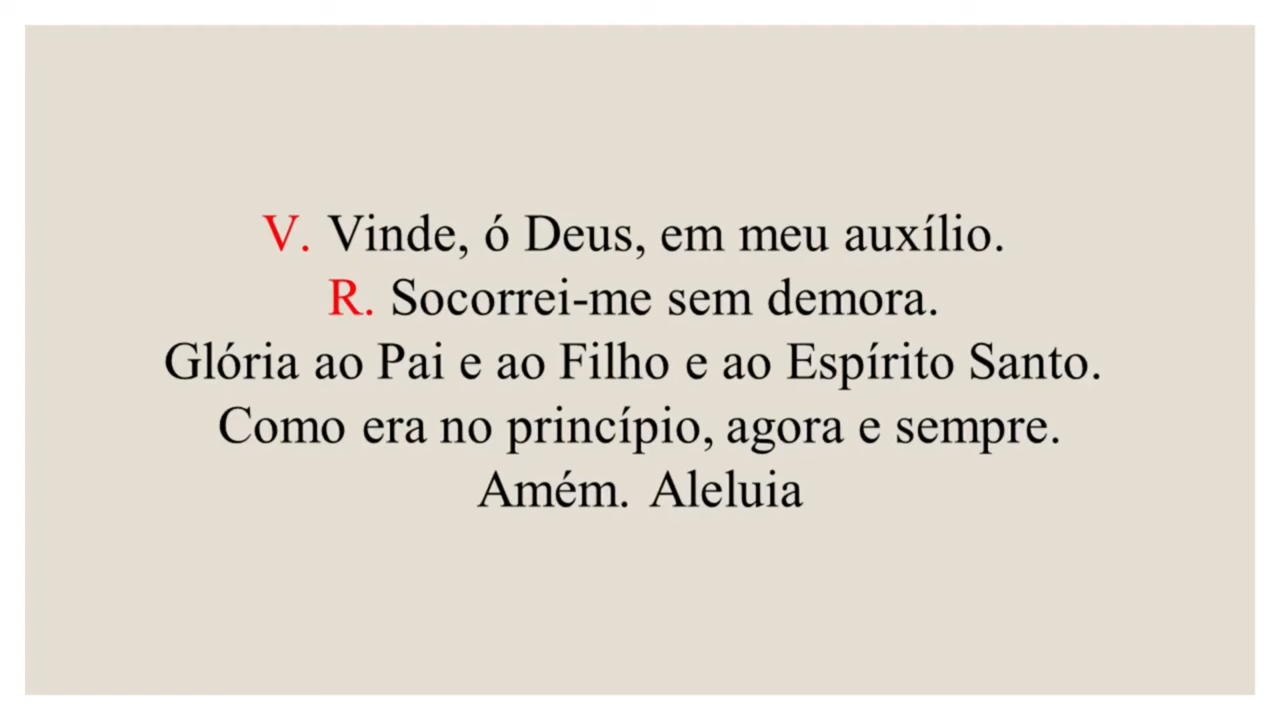 V. Vinde, ó Deus, em meu auxílio.
R. Socorrei-me sem demora.
Glória ao Pai e ao Filho e ao Espírito Santo.
Como era no princípio, agora e sempre.
Amém. Aleluia